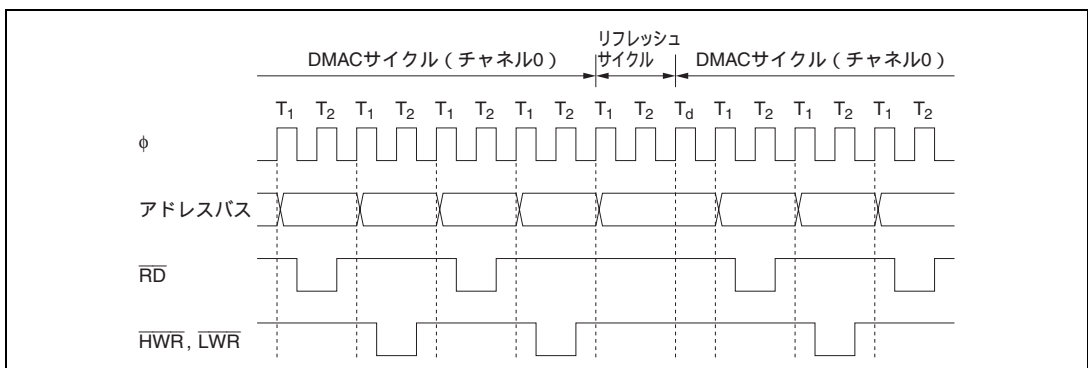 リフレッシュ
DMACサイクル(チャネル0) サイクル DMACサイクル(チャネル0)
T1 T2 T1 T2 T1 T2 T1 T2 T1 T2 Td T1 T2 T1 T2 T1 T2
φ
アドレスバス
RD
HWR, LWR